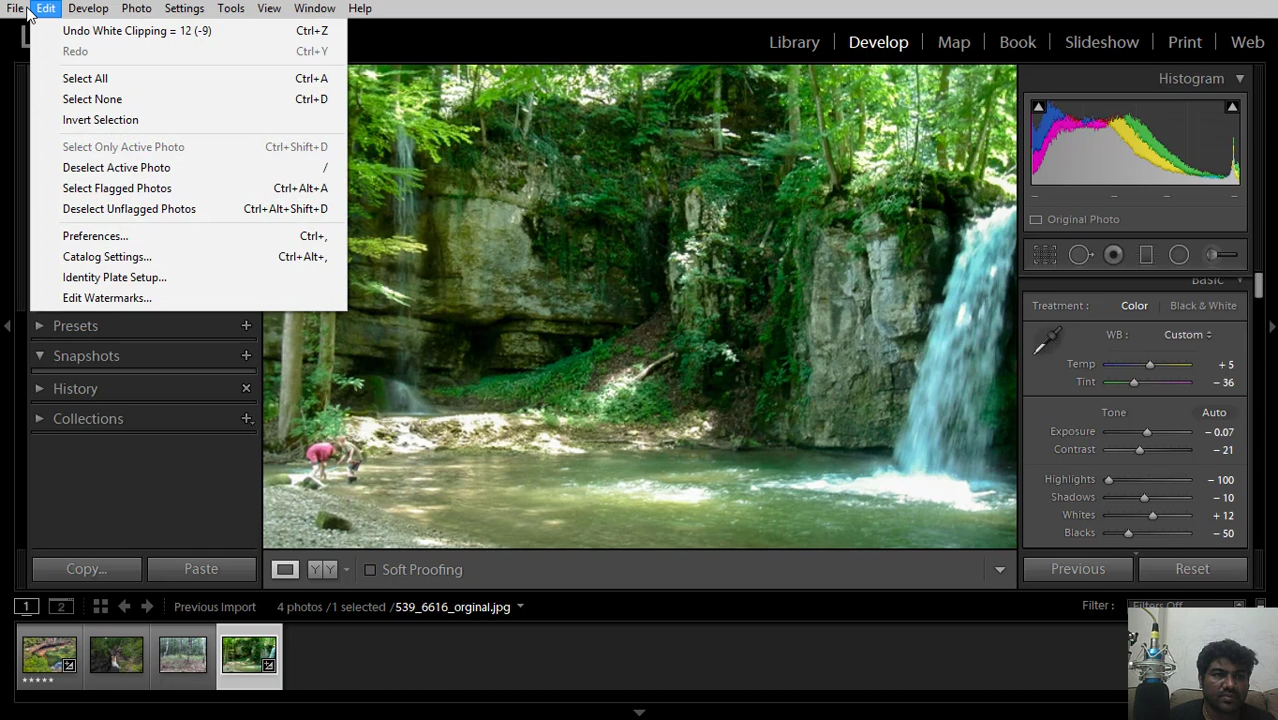 File Edit Develop Photo Settings Tools View Window Help
Undo White Clipping = 12 (-9) Ctrl+Z
Redo Ctrl+Y
Select All Ctrl+A
Select None Ctrl+D
Invert Selection
Select Only Active Photo Ctrl+Shift+D
Deselect Active Photo /
Select Flagged Photos Ctrl+Alt+A
Deselect Unflagged Photos Ctrl+Alt+Shift+D
Preferences... Ctrl+,
Catalog Settings... Ctrl+Alt+,
Identity Plate Setup...
Edit Watermarks...
Library Develop Map Book Slideshow Print Web
Histogram
Original Photo
Basic
Treatment : Color Black & White
WB : Custom
Temp + 5
Tint - 36
Tone Auto
Exposure - 0.07
Contrast - 21
Highlights - 100
Shadows - 10
Whites + 12
Blacks - 50
Previous Reset
Presets +
Snapshots +
History ×
Collections +
Copy... Paste
Y Y Soft Proofing
1 2 Previous Import 4 photos / 1 selected / 539_6616_orginal.jpg Filter : Filters Off
★★★★★